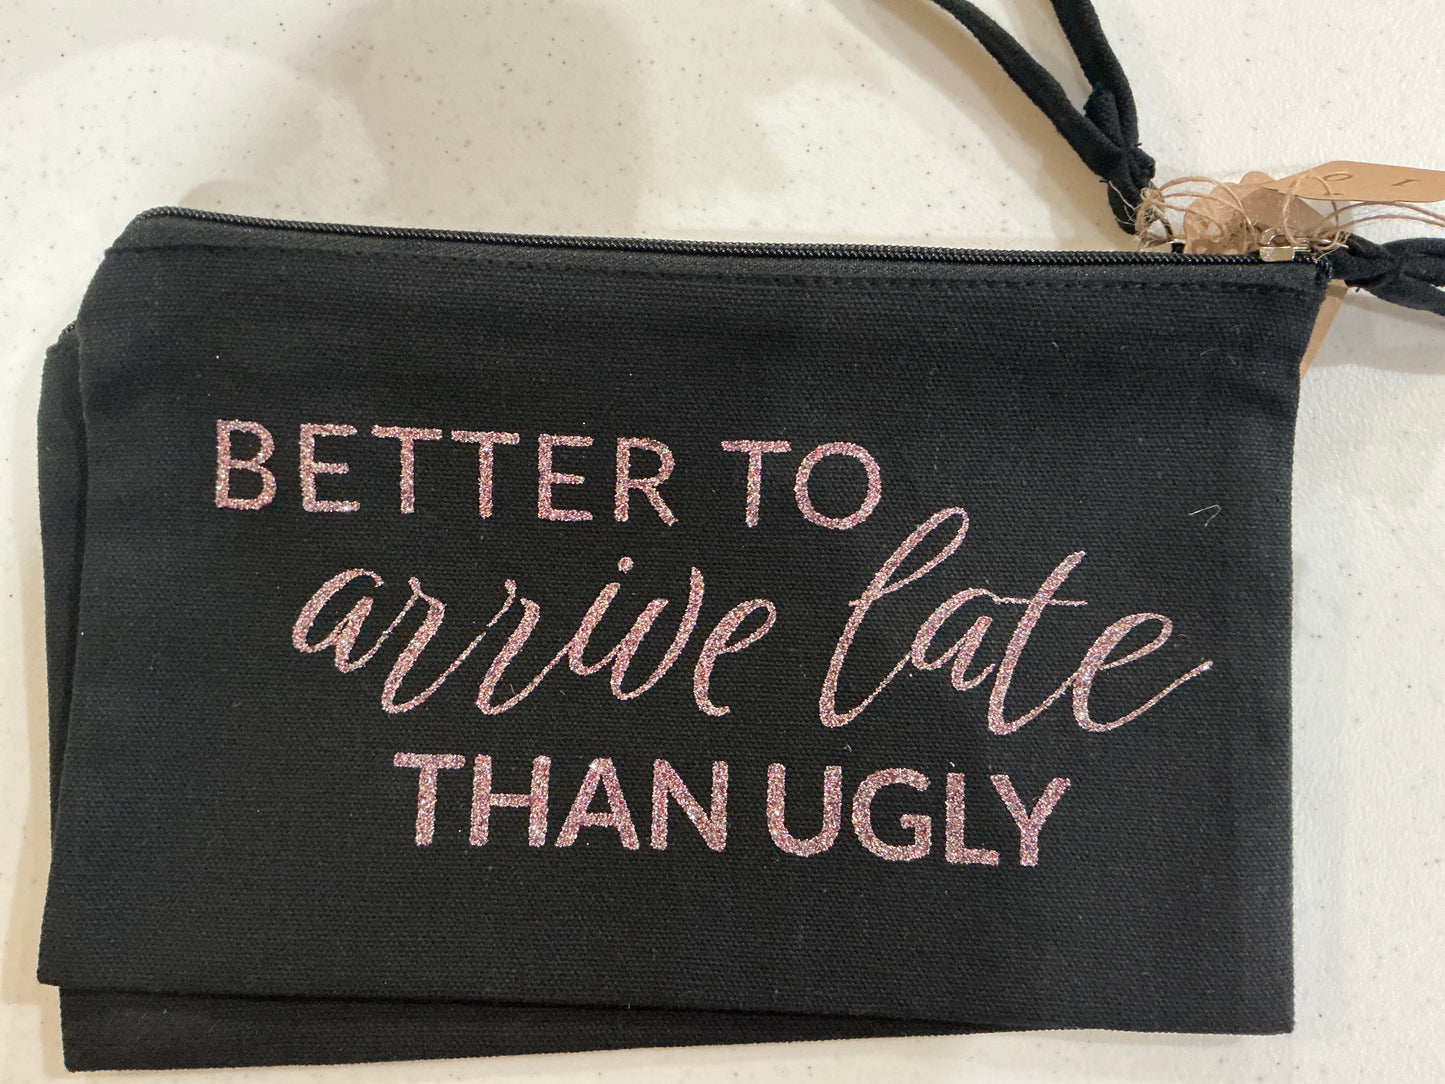 BETTER TO
arrive late
THAN UGLY